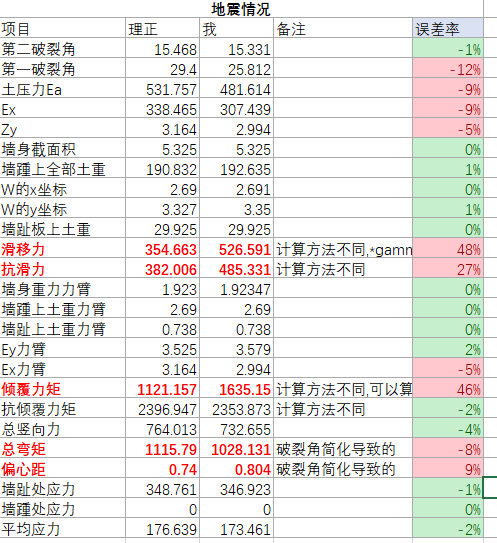 地震情况
项目 理正 我 备注 误差率
第二破裂角 15.468 15.331 -1%
第一破裂角 29.4 25.812 -12%
土压力Ea 531.757 481.614 -9%
Ex 338.465 307.439 -9%
Zy 3.164 2.994 -5%
墙身截面积 5.325 5.325 0%
墙踵上全部土重 190.832 192.635 1%
W的x坐标 2.69 2.691 0%
W的y坐标 3.327 3.35 1%
墙趾板上土重 29.925 29.925 0%
滑移力 354.663 526.591 计算方法不同,*gamn 48%
抗滑力 382.006 485.331 计算方法不同 27%
墙身重力力臂 1.923 1.92347 0%
墙踵上土重力臂 2.69 2.69 0%
墙趾上土重力臂 0.738 0.738 0%
Ey力臂 3.525 3.579 2%
Ex力臂 3.164 2.994 -5%
倾覆力矩 1121.157 1635.15 计算方法不同,可以算 46%
抗倾覆力矩 2396.947 2353.873 计算方法不同 -2%
总竖向力 764.013 732.655 -4%
总弯矩 1115.79 1028.131 破裂角简化导致的 -8%
偏心距 0.74 0.804 破裂角简化导致的 9%
墙趾处应力 348.761 346.923 -1%
墙踵处应力 0 0 0%
平均应力 176.639 173.461 -2%